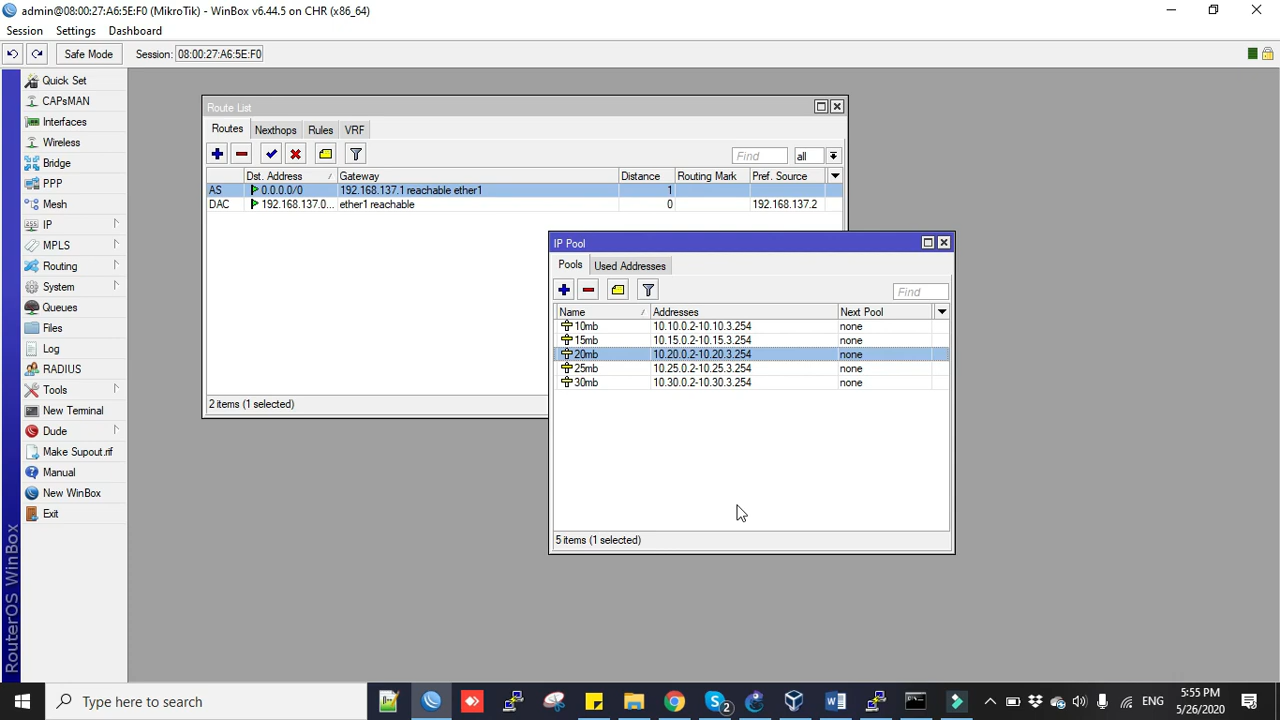 admin@08:00:27:A6:5E:F0 (MikroTik) - WinBox v6.44.5 on CHR (x86_64)
Session Settings Dashboard
Safe Mode Session: 08:00:27:A6:5E:F0
Quick Set
CAPsMAN
Interfaces
Wireless
Bridge
PPP
Mesh
IP
MPLS
Routing
System
Queues
Files
Log
RADIUS
Tools
New Terminal
Dude
Make Supout.rif
Manual
New WinBox
Exit
RouterOS WinBox
Route List
Routes Nexthops Rules VRF
Find all
Dst. Address Gateway Distance Routing Mark Pref. Source
AS 0.0.0.0/0 192.168.137.1 reachable ether1 1
DAC 192.168.137.0... ether1 reachable 0 192.168.137.2
2 items (1 selected)
IP Pool
Pools Used Addresses
Find
Name Addresses Next Pool
10mb 10.10.0.2-10.10.3.254 none
15mb 10.15.0.2-10.15.3.254 none
20mb 10.20.0.2-10.20.3.254 none
25mb 10.25.0.2-10.25.3.254 none
30mb 10.30.0.2-10.30.3.254 none
5 items (1 selected)
Type here to search
2
ENG
5:55 PM
5/26/2020